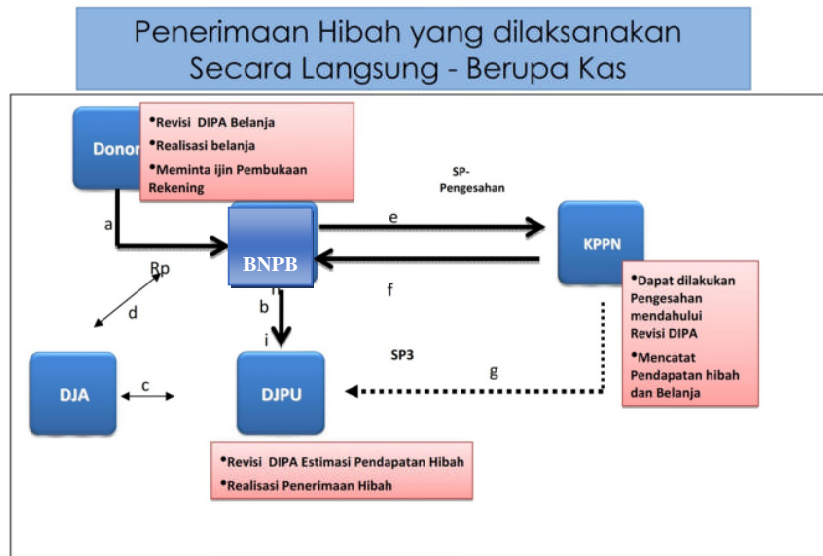 Penerimaan Hibah yang dilaksanakan
Secara Langsung - Berupa Kas
Donor
•Revisi DIPA Belanja
•Realisasi belanja
•Meminta ijin Pembukaan
Rekening
SP-
Pengesahan
a
e
BNPB
KPPN
Rp
f
d
b
i
•Dapat dilakukan
Pengesahan
mendahului
Revisi DIPA
•Mencatat
Pendapatan hibah
dan Belanja
SP3
g
DJA
c
DJPU
•Revisi DIPA Estimasi Pendapatan Hibah
•Realisasi Penerimaan Hibah